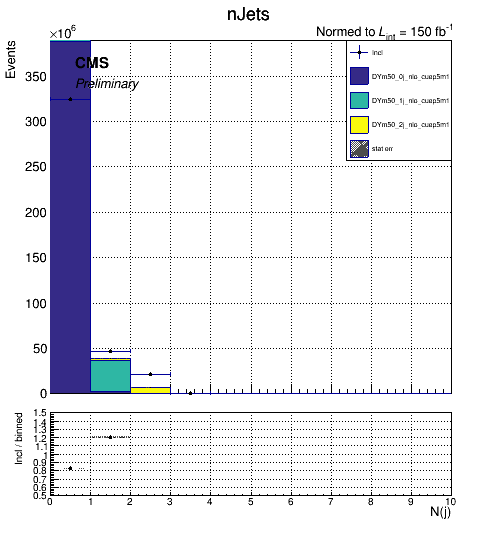 nJets
×10⁶
Normed to L_int = 150 fb⁻¹
Events
CMS
Preliminary
Incl
DYm50_0j_nlo_cuep5m1
DYm50_1j_nlo_cuep5m1
DYm50_2j_nlo_cuep5m1
stat err
350
300
250
200
150
100
50
0
Incl / binned
1.5
1.4
1.3
1.2
1.1
1
0.9
0.8
0.7
0.6
0.5
0 1 2 3 4 5 6 7 8 9 10
N(j)